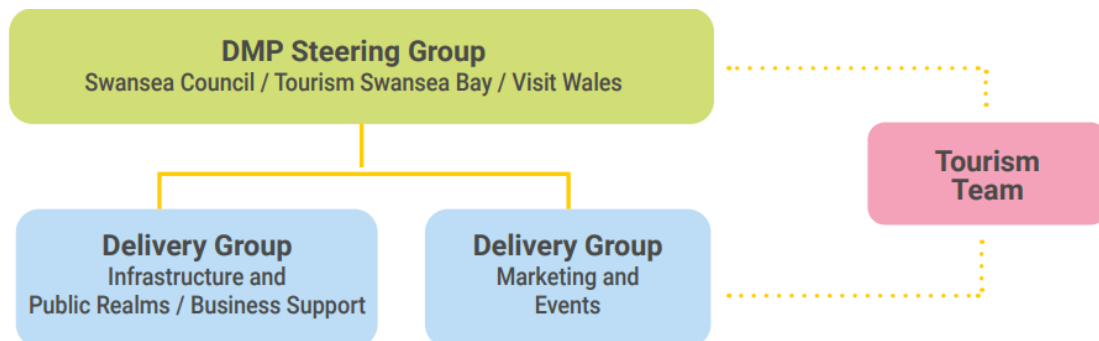 DMP Steering Group
Swansea Council / Tourism Swansea Bay / Visit Wales
Tourism
Team
Delivery Group
Infrastructure and
Public Realms / Business Support
Delivery Group
Marketing and
Events